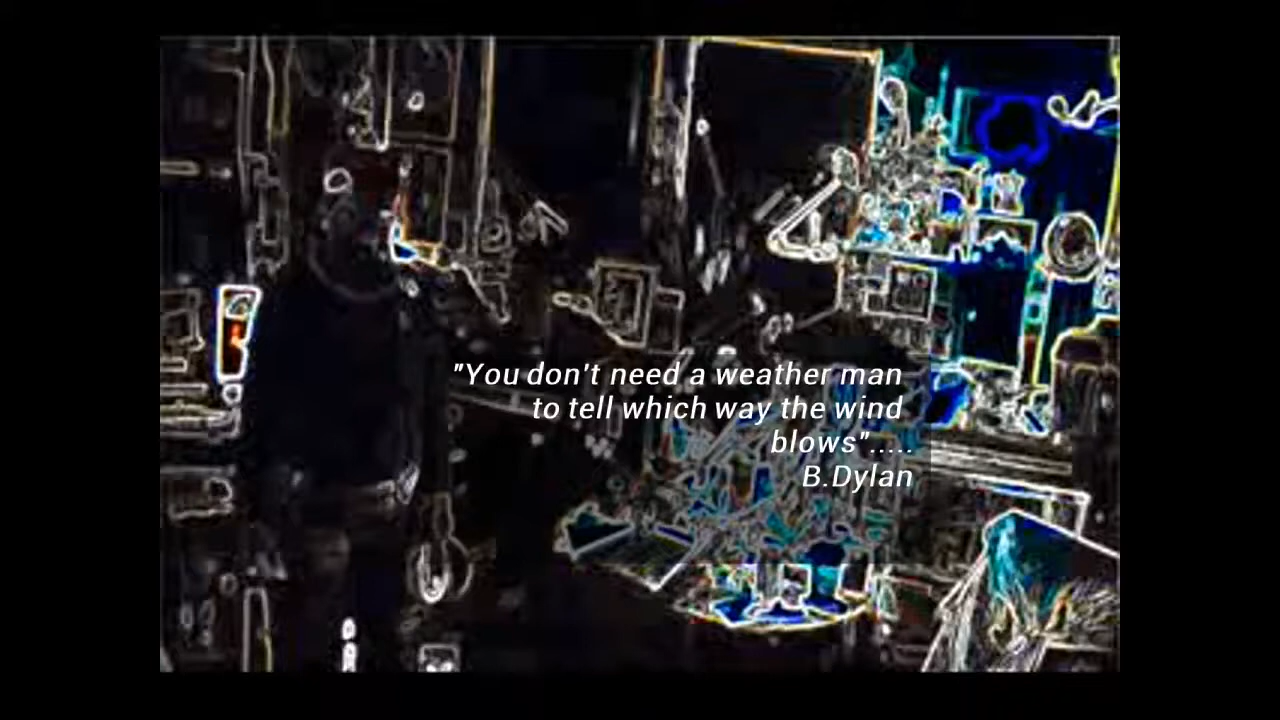 "You don't need a weather man
to tell which way the wind
blows".....
B.Dylan